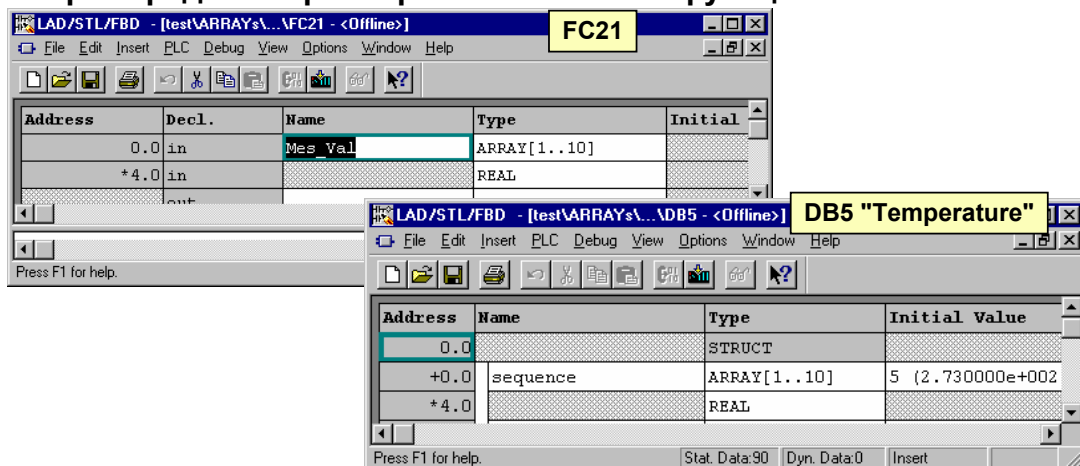 LAD/STL/FBD - [test\ARRAYs\...\FC21 - <Offline>]
FC21
File Edit Insert PLC Debug View Options Window Help
Address Decl. Name Type Initial
0.0 in Mes_Val ARRAY[1..10]
*4.0 in REAL
out
Press F1 for help.
LAD/STL/FBD - [test\ARRAYs\...\DB5 - <Offline>]
DB5 "Temperature"
File Edit Insert PLC Debug View Options Window Help
Address Name Type Initial Value
0.0 STRUCT
+0.0 sequence ARRAY[1..10] 5 (2.730000e+002
*4.0 REAL
Press F1 for help. Stat. Data:90 Dyn. Data:0 Insert